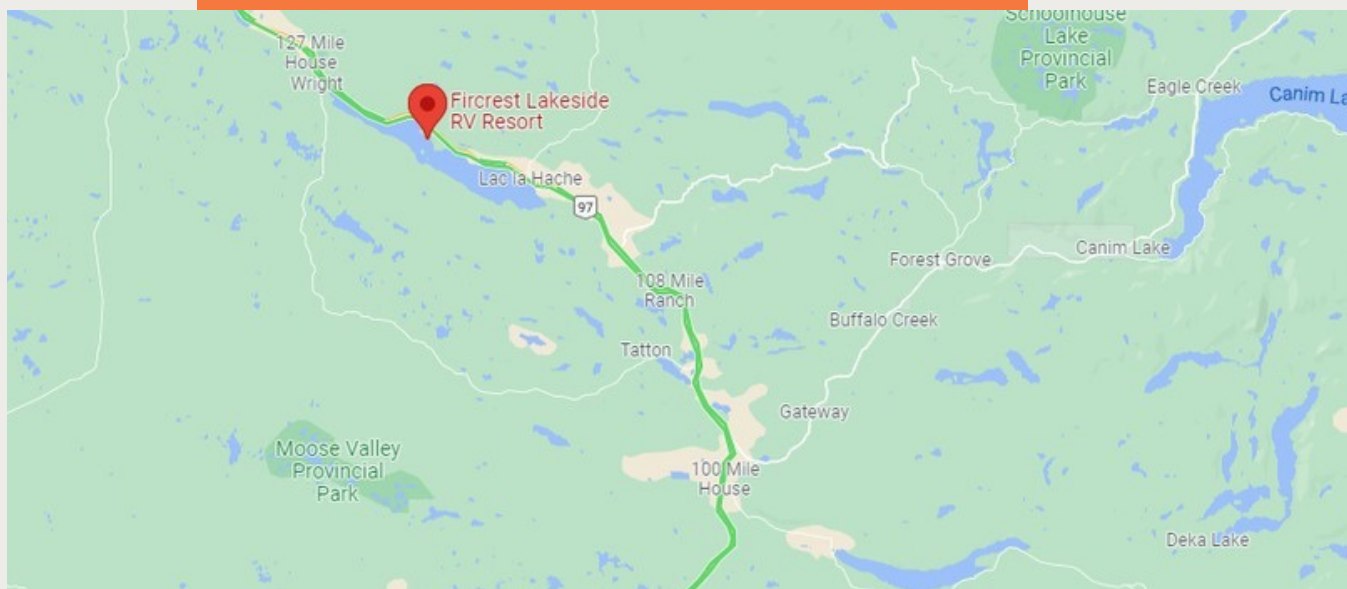 Schoolhouse
Lake
Provincial
Park
127 Mile
House
Wright
Eagle Creek
Canim La
Fircrest Lakeside
RV Resort
Lac la Hache
97
Canim Lake
Forest Grove
108 Mile
Ranch
Buffalo Creek
Tatton
Gateway
Moose Valley
Provincial
Park
100 Mile
House
Deka Lake